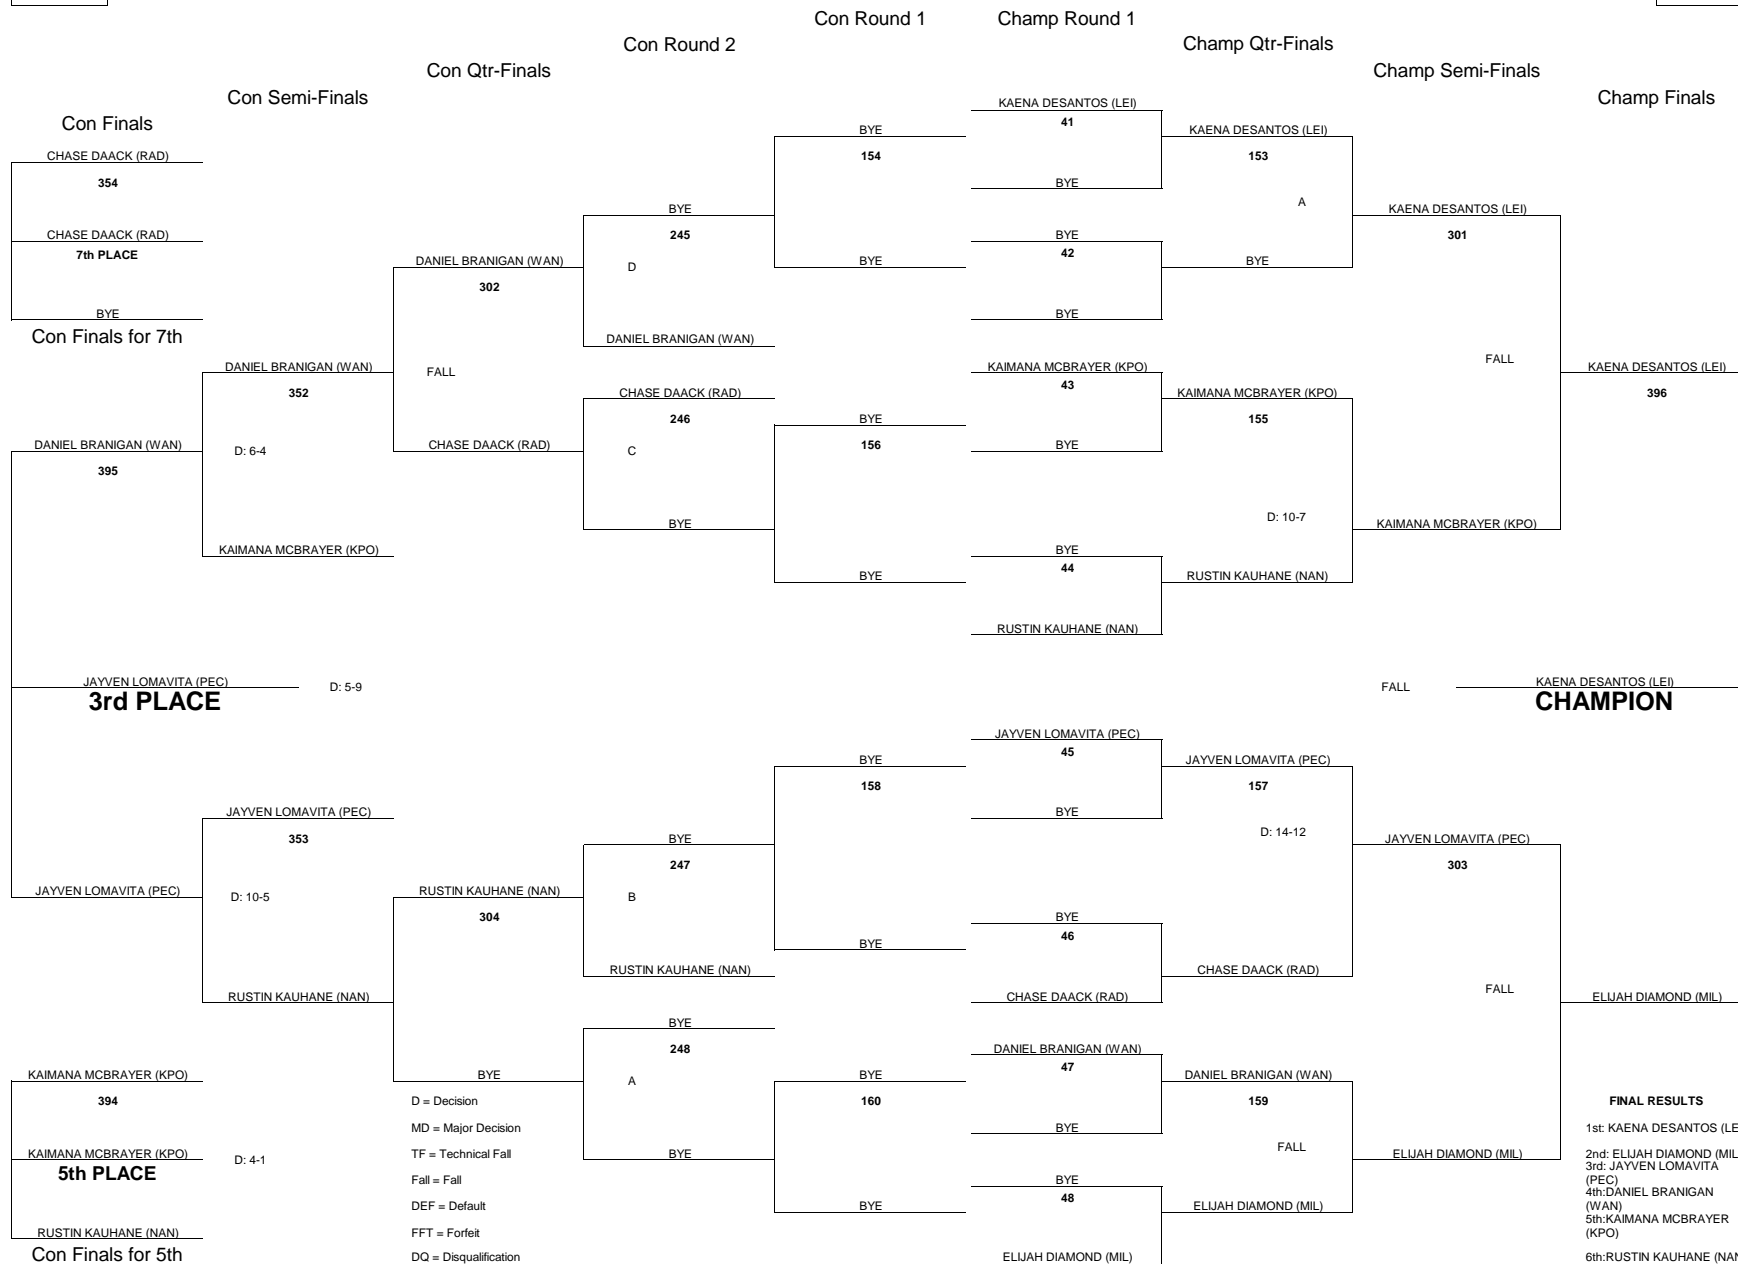 Con Round 1
Champ Round 1
Con Round 2
Champ Qtr-Finals
Con Qtr-Finals
Champ Semi-Finals
Con Semi-Finals
Champ Finals
Con Finals
CHASE DAACK (RAD)
354
CHASE DAACK (RAD)
7th PLACE
BYE
Con Finals for 7th
DANIEL BRANIGAN (WAN)
395
JAYVEN LOMAVITA (PEC)
3rd PLACE
D: 5-9
JAYVEN LOMAVITA (PEC)
KAIMANA MCBRAYER (KPO)
394
KAIMANA MCBRAYER (KPO)
5th PLACE
D: 4-1
RUSTIN KAUHANE (NAN)
Con Finals for 5th
DANIEL BRANIGAN (WAN)
352
D: 6-4
KAIMANA MCBRAYER (KPO)
JAYVEN LOMAVITA (PEC)
353
D: 10-5
RUSTIN KAUHANE (NAN)
DANIEL BRANIGAN (WAN)
302
FALL
CHASE DAACK (RAD)
RUSTIN KAUHANE (NAN)
304
BYE
D = Decision
MD = Major Decision
TF = Technical Fall
Fall = Fall
DEF = Default
FFT = Forfeit
DQ = Disqualification
BYE
245
D
DANIEL BRANIGAN (WAN)
CHASE DAACK (RAD)
246
C
BYE
BYE
247
B
RUSTIN KAUHANE (NAN)
BYE
248
A
BYE
BYE
154
BYE
BYE
156
BYE
BYE
158
BYE
BYE
160
BYE
KAENA DESANTOS (LEI)
41
BYE
BYE
42
BYE
KAIMANA MCBRAYER (KPO)
43
BYE
BYE
44
RUSTIN KAUHANE (NAN)
JAYVEN LOMAVITA (PEC)
45
BYE
BYE
46
CHASE DAACK (RAD)
DANIEL BRANIGAN (WAN)
47
BYE
BYE
48
ELIJAH DIAMOND (MIL)
KAENA DESANTOS (LEI)
153
A
BYE
KAIMANA MCBRAYER (KPO)
155
D: 10-7
RUSTIN KAUHANE (NAN)
JAYVEN LOMAVITA (PEC)
157
D: 14-12
CHASE DAACK (RAD)
DANIEL BRANIGAN (WAN)
159
FALL
ELIJAH DIAMOND (MIL)
KAENA DESANTOS (LEI)
301
FALL
KAIMANA MCBRAYER (KPO)
JAYVEN LOMAVITA (PEC)
303
FALL
ELIJAH DIAMOND (MIL)
KAENA DESANTOS (LEI)
396
FALL
KAENA DESANTOS (LEI)
CHAMPION
ELIJAH DIAMOND (MIL)
FINAL RESULTS
1st: KAENA DESANTOS (LE
2nd: ELIJAH DIAMOND (MIL
3rd: JAYVEN LOMAVITA
(PEC)
4th:DANIEL BRANIGAN
(WAN)
5th:KAIMANA MCBRAYER
(KPO)
6th:RUSTIN KAUHANE (NAN